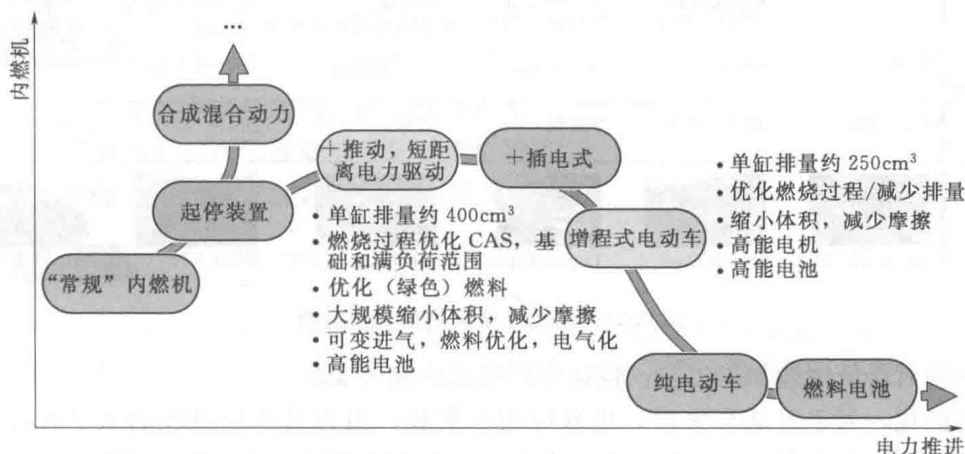 内燃机
…
合成混合动力
起停装置
“常规”内燃机
＋推动，短距
离电力驱动
＋插电式
增程式电动车
纯电动车
燃料电池
• 单缸排量约 400cm³
• 燃烧过程优化 CAS，基
础和满负荷范围
• 优化（绿色）燃料
• 大规模缩小体积，减少摩擦
• 可变进气，燃料优化，电气化
• 高能电池
• 单缸排量约 250cm³
• 优化燃烧过程/减少排量
• 缩小体积，减少摩擦
• 高能电机
• 高能电池
电力推进